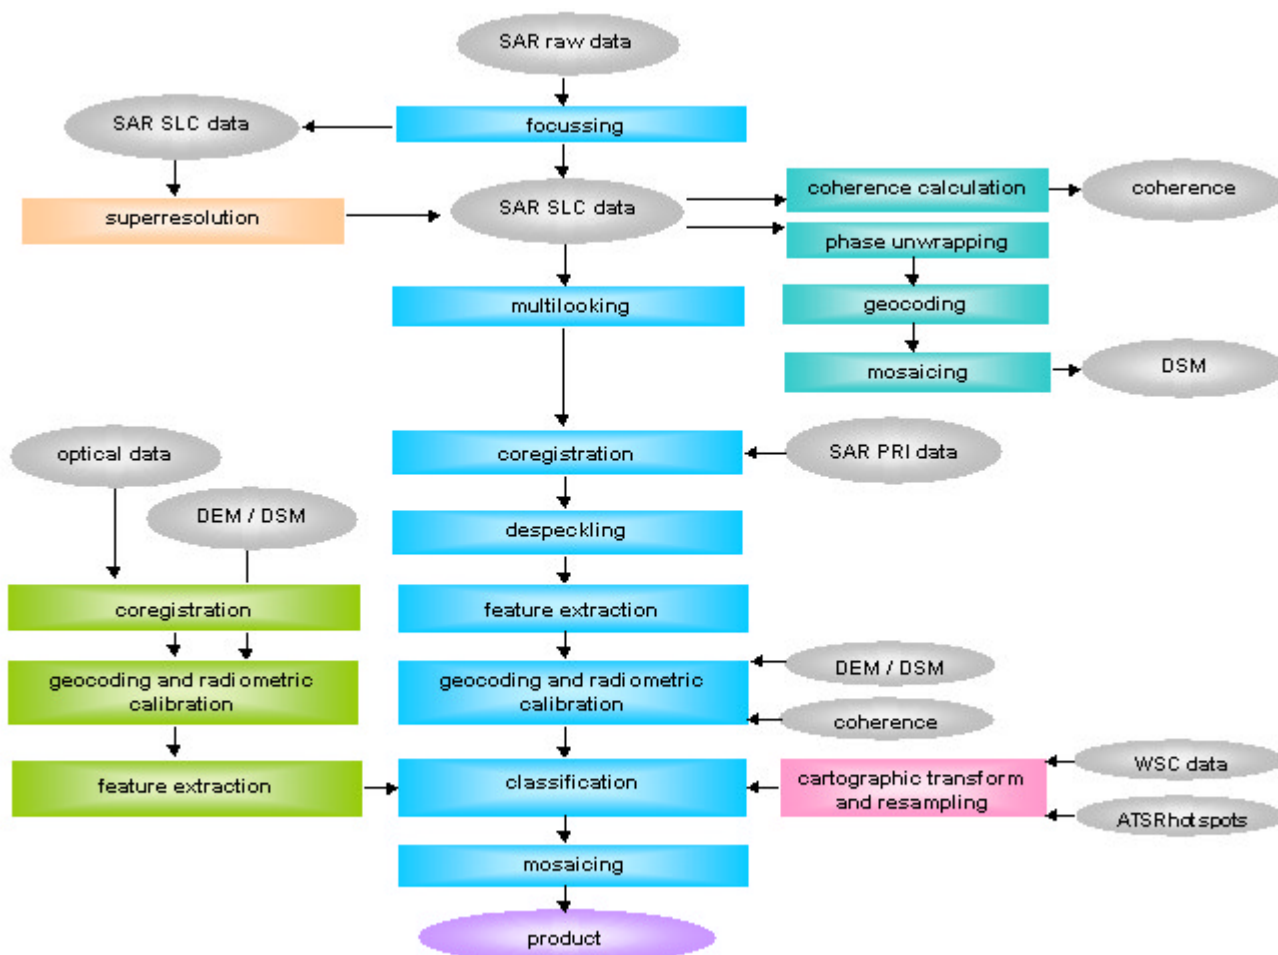 SAR raw data
SAR SLC data
focussing
superresolution
SAR SLC data
coherence calculation
coherence
phase unwrapping
multilooking
geocoding
mosaicing
DSM
optical data
coregistration
SAR PRI data
DEM / DSM
despeckling
coregistration
feature extraction
geocoding and radiometric
calibration
geocoding and radiometric
calibration
DEM / DSM
coherence
feature extraction
classification
cartographic transform
and resampling
WSC data
ATSRhotspots
mosaicing
product